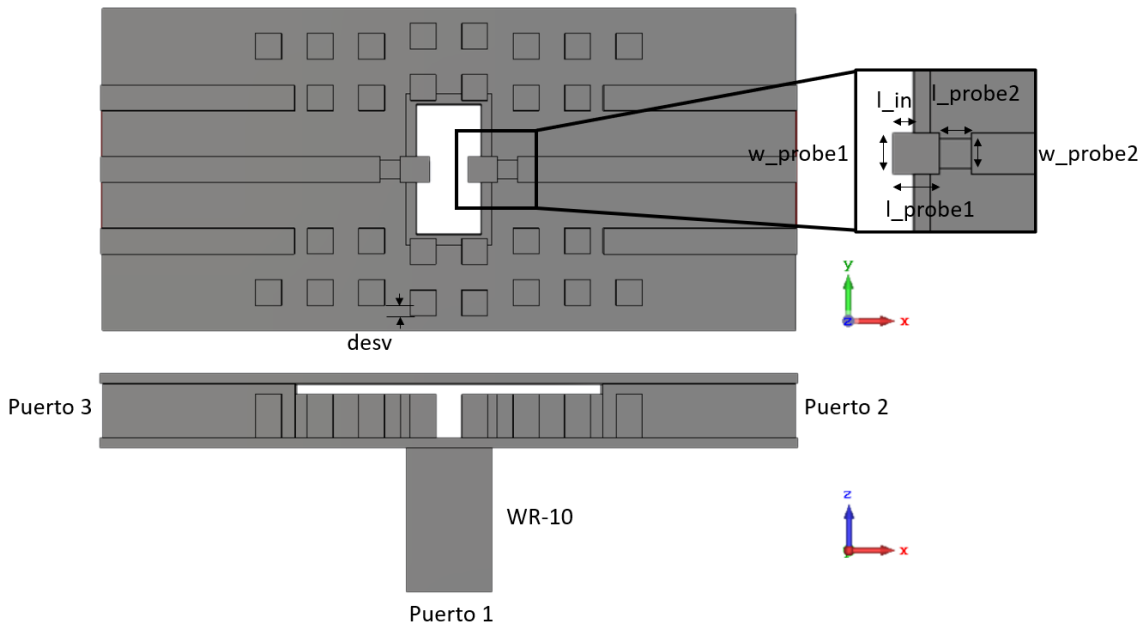 l_in
l_probe2
w_probe1
w_probe2
l_probe1
y
z
x
desv
Puerto 3
Puerto 2
z
WR-10
y
x
Puerto 1